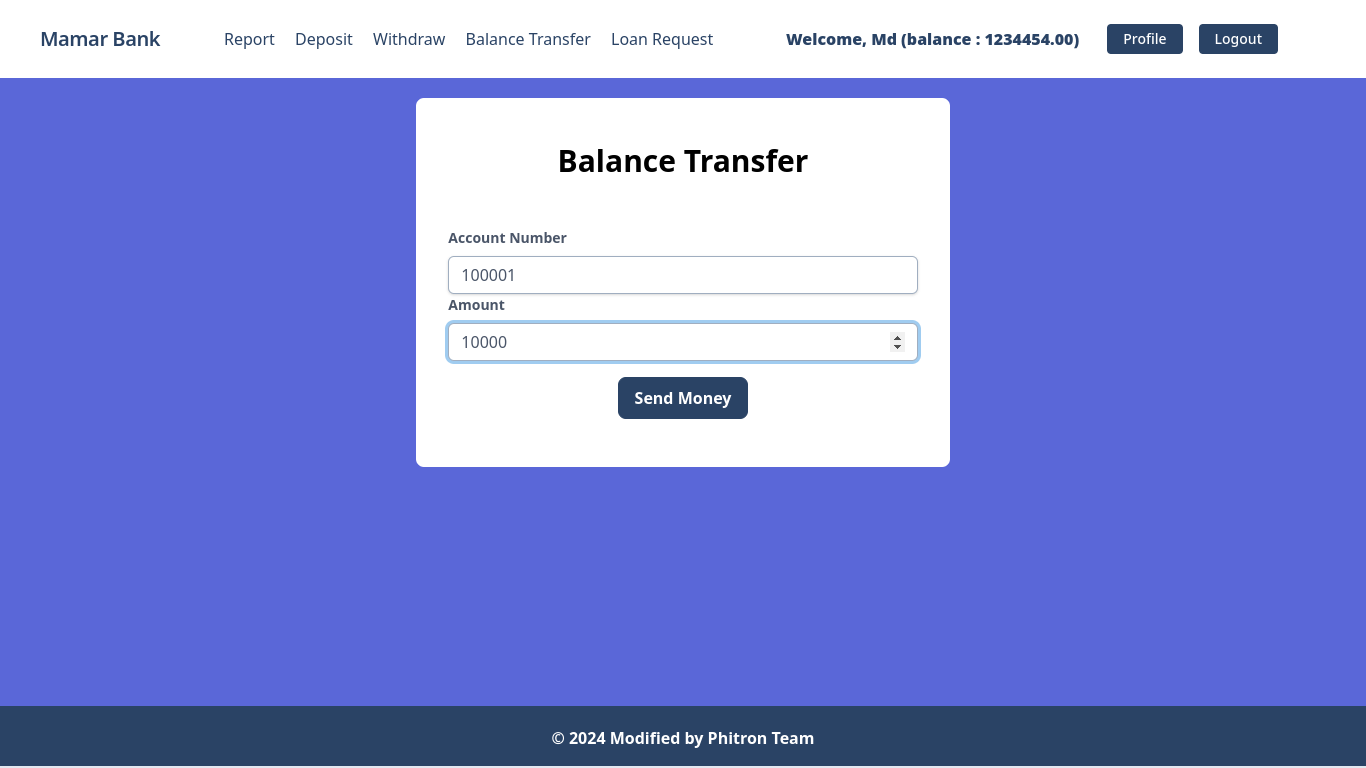 Mamar Bank
Report Deposit Withdraw Balance Transfer Loan Request
Welcome, Md (balance : 1234454.00)
Profile
Logout
Balance Transfer
Account Number
100001
Amount
10000
Send Money
© 2024 Modified by Phitron Team